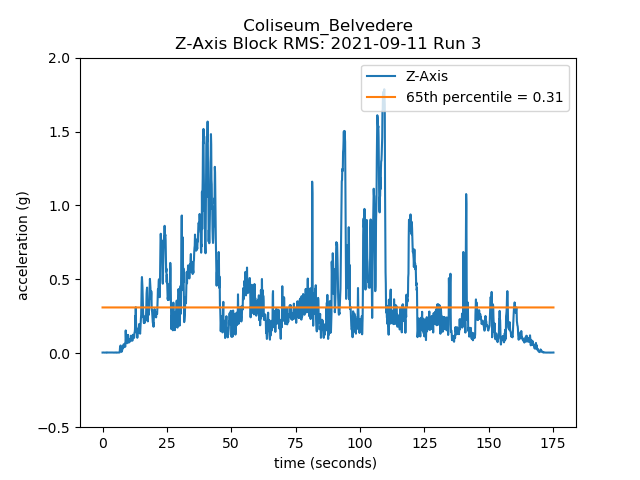 Coliseum_Belvedere
Z-Axis Block RMS: 2021-09-11 Run 3
Z-Axis
65th percentile = 0.31
2.0
1.5
1.0
0.5
0.0
−0.5
acceleration (g)
0 25 50 75 100 125 150 175
time (seconds)